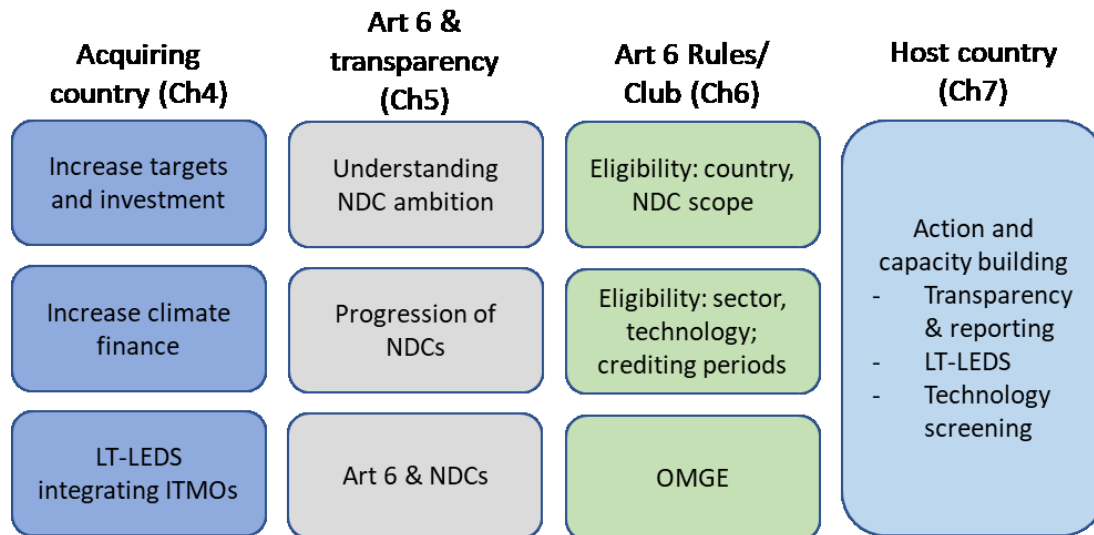 Acquiring
country (Ch4)
Increase targets
and investment
Increase climate
finance
LT-LEDS
integrating ITMOs
Art 6 &
transparency
(Ch5)
Understanding
NDC ambition
Progression of
NDCs
Art 6 & NDCs
Art 6 Rules/
Club (Ch6)
Eligibility: country,
NDC scope
Eligibility: sector,
technology;
crediting periods
OMGE
Host country
(Ch7)
Action and
capacity building
- Transparency
& reporting
- LT-LEDS
- Technology
screening